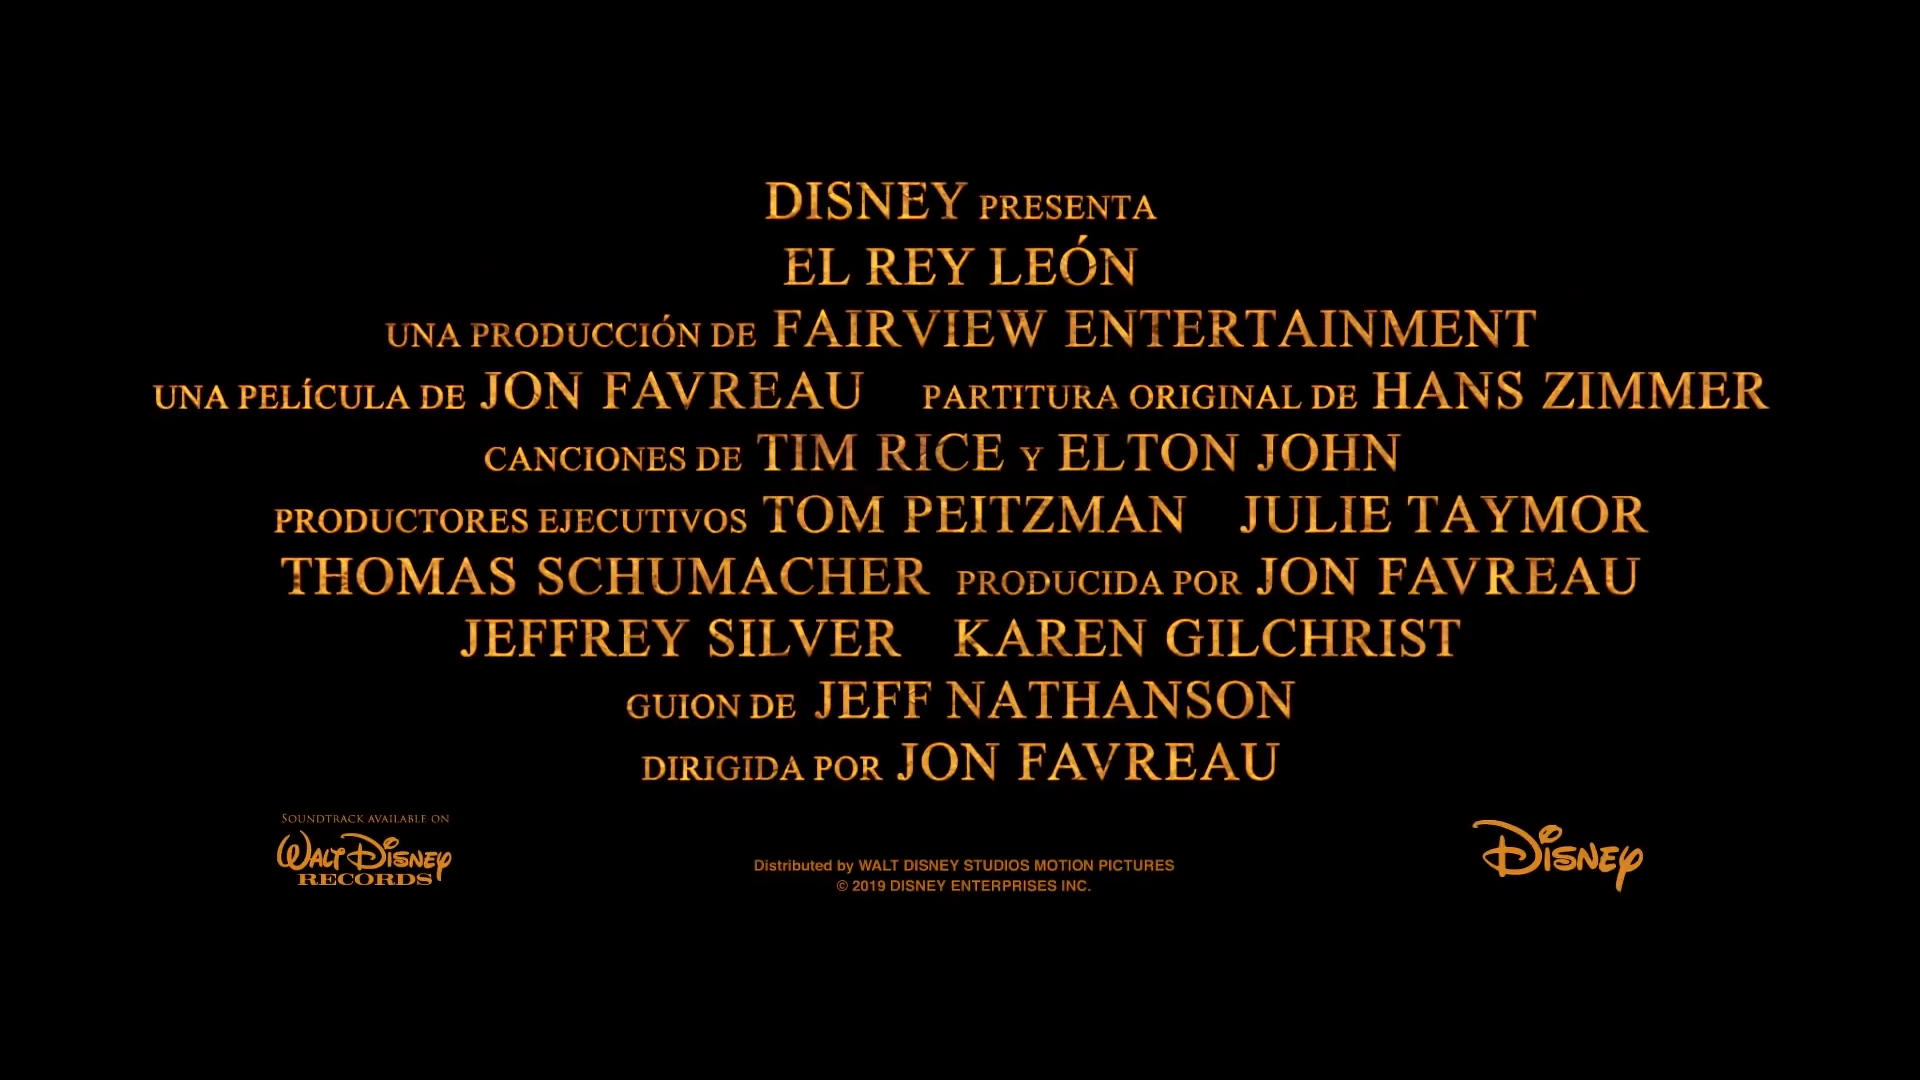 DISNEY PRESENTA
EL REY LEÓN
UNA PRODUCCIÓN DE FAIRVIEW ENTERTAINMENT
UNA PELÍCULA DE JON FAVREAU PARTITURA ORIGINAL DE HANS ZIMMER
CANCIONES DE TIM RICE Y ELTON JOHN
PRODUCTORES EJECUTIVOS TOM PEITZMAN JULIE TAYMOR
THOMAS SCHUMACHER PRODUCIDA POR JON FAVREAU
JEFFREY SILVER KAREN GILCHRIST
GUION DE JEFF NATHANSON
DIRIGIDA POR JON FAVREAU
SOUNDTRACK AVAILABLE ON
WALT DISNEY
RECORDS
Distributed by WALT DISNEY STUDIOS MOTION PICTURES
© 2019 DISNEY ENTERPRISES INC.
DISNEY